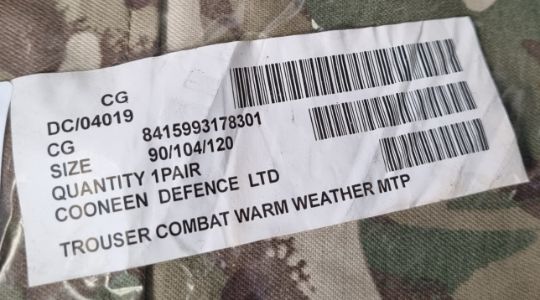 CG
DC/04019
CG 8415993178301
SIZE 90/104/120
QUANTITY 1PAIR
COONEEN DEFENCE LTD
TROUSER COMBAT WARM WEATHER MTP